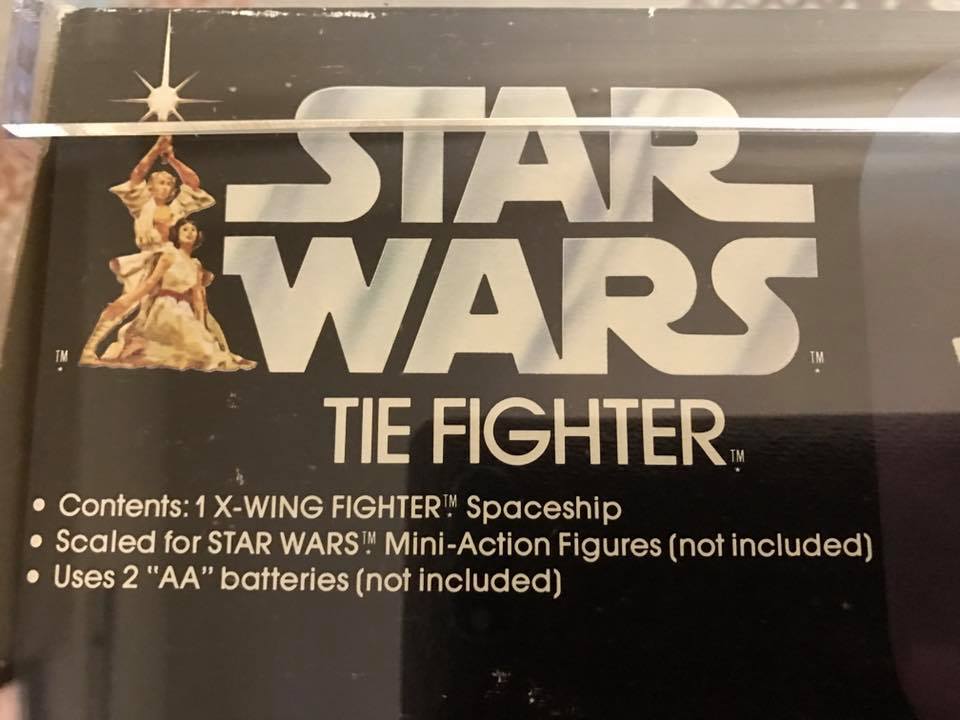 STAR
WARS
TM TM
TIE FIGHTER TM
• Contents: 1 X-WING FIGHTER™ Spaceship
• Scaled for STAR WARS™ Mini-Action Figures (not included)
• Uses 2 "AA" batteries (not included)